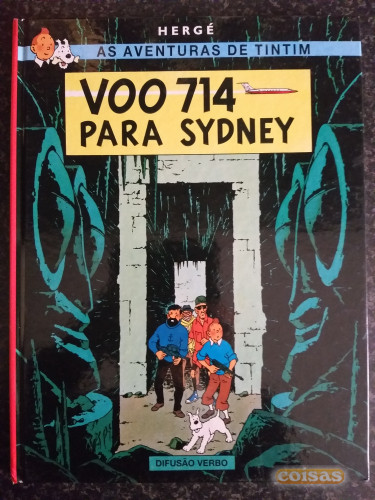 HERGÉ
AS AVENTURAS DE TINTIM
VOO 714
PARA SYDNEY
DIFUSÃO VERBO
coisas